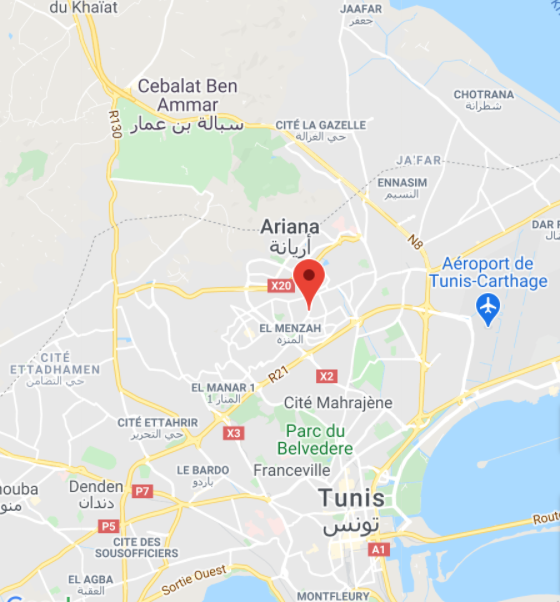 du Khaïat
JAAFAR
جعفر
Cebalat Ben
Ammar
سبالة بن عمار
R130
CHOTRANA
شطرانة
CITÉ LA GAZELLE
حي الغزالة
JA'FAR
ENNASIM
النسيم
Ariana
أريانة
N8
DAR F
Aéroport de
Tunis-Carthage
X20
EL MENZAH
المنزه
CITÉ
ETTADHAMEN
حي التضامن
R21
X2
EL MANAR 1
المنار 1
Cité Mahrajène
CITE ETTAHRIR
حي التحرير
X3
Parc du
Belvedere
LE BARDO
باردو
Franceville
Denden
دندان
P7
nouba
منو
Tunis
تونس
P5
CITE DES
SOUSOFFICIERS
A1
Route
EL AGBA
العقبة
Sortie Ouest
MONTFLEURY